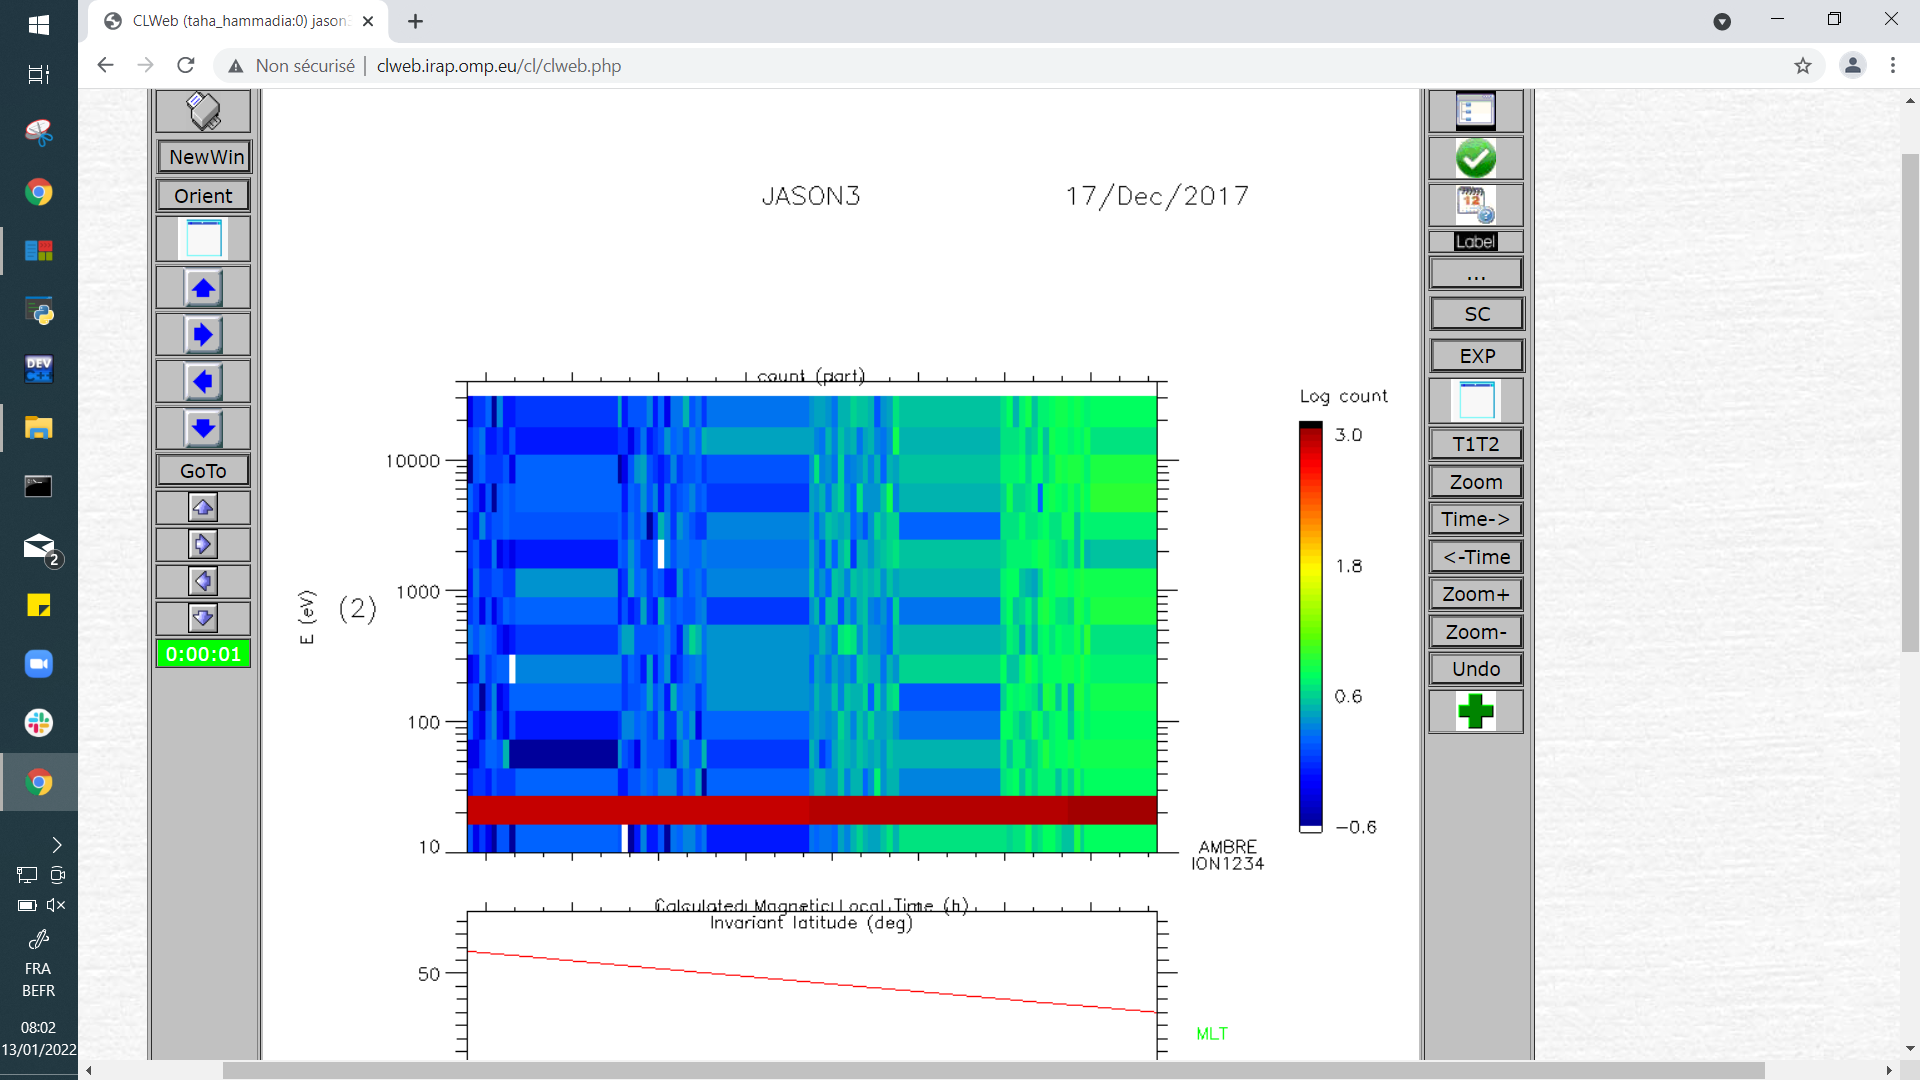 CLWeb (taha_hammadia:0) jason3
Non sécurisé
clweb.irap.omp.eu/cl/clweb.php
NewWin
Orient
GoTo
0:00:01
JASON3 17/Dec/2017
count (part)
10000
1000
100
10
E (eV)
(2)
Log count
3.0
1.8
0.6
-0.6
AMBRE
ION1234
Calculated Magnetic Local Time (h)
Invariant latitude (deg)
50
MLT
12
Label
...
SC
EXP
T1T2
Zoom
Time->
<-Time
Zoom+
Zoom-
Undo
DEV
C++
2
FRA
BEFR
08:02
13/01/2022